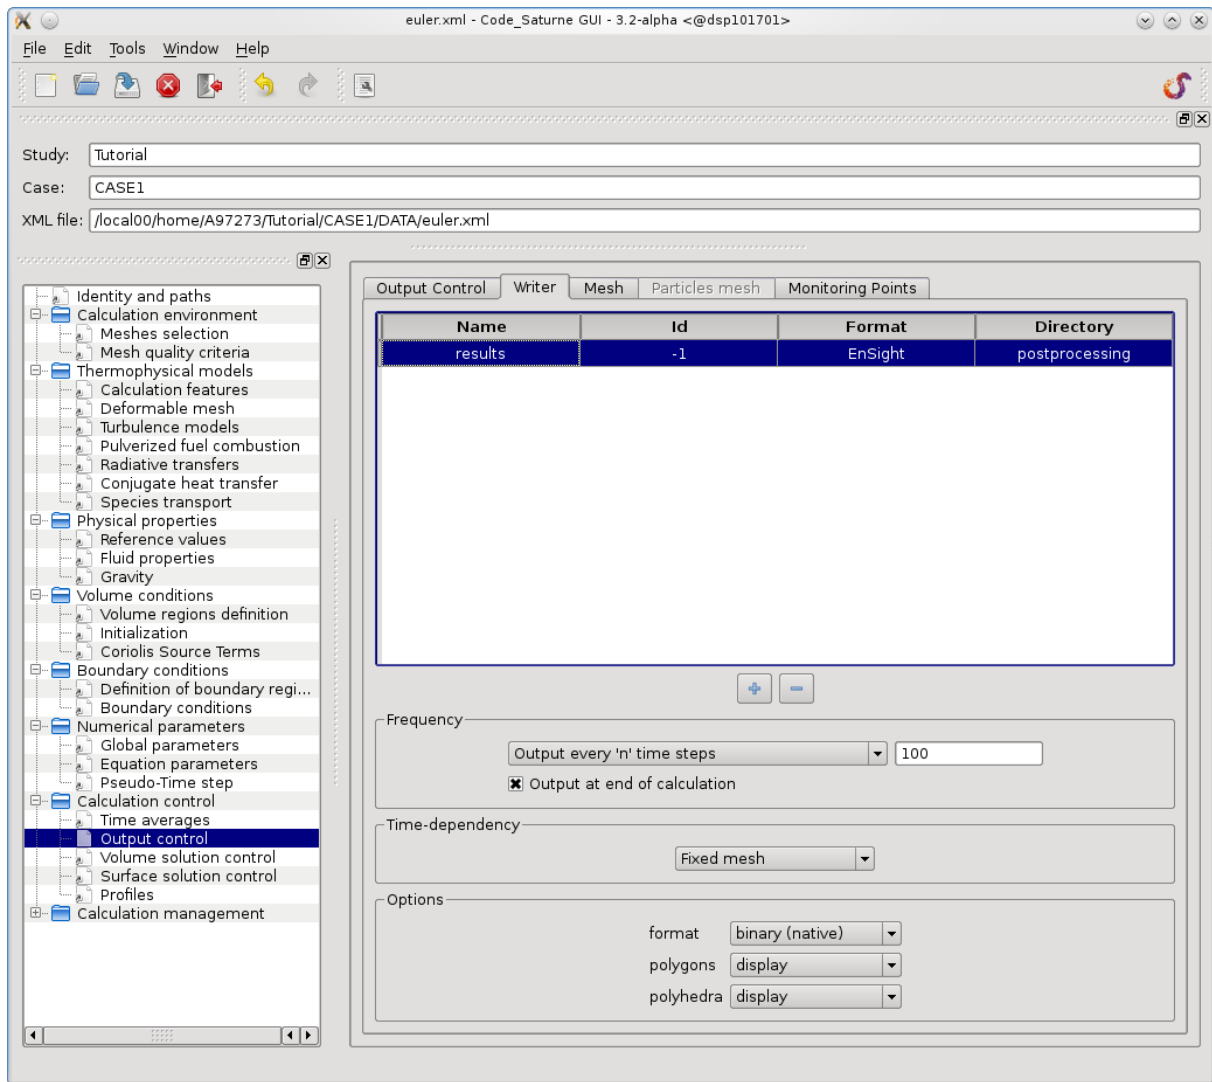 euler.xml - Code_Saturne GUI - 3.2-alpha <@dsp101701>
File Edit Tools Window Help
Study: Tutorial
Case: CASE1
XML file: /local00/home/A97273/Tutorial/CASE1/DATA/euler.xml
Identity and paths
Calculation environment
Meshes selection
Mesh quality criteria
Thermophysical models
Calculation features
Deformable mesh
Turbulence models
Pulverized fuel combustion
Radiative transfers
Conjugate heat transfer
Species transport
Physical properties
Reference values
Fluid properties
Gravity
Volume conditions
Volume regions definition
Initialization
Coriolis Source Terms
Boundary conditions
Definition of boundary regi...
Boundary conditions
Numerical parameters
Global parameters
Equation parameters
Pseudo-Time step
Calculation control
Time averages
Output control
Volume solution control
Surface solution control
Profiles
Calculation management
Output Control Writer Mesh Particles mesh Monitoring Points
Name Id Format Directory
results -1 EnSight postprocessing
Frequency
Output every 'n' time steps 100
Output at end of calculation
Time-dependency
Fixed mesh
Options
format binary (native)
polygons display
polyhedra display